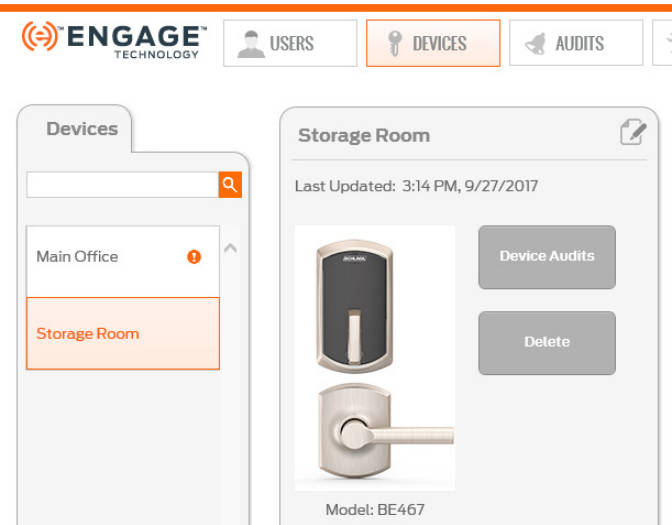 ENGAGE™
TECHNOLOGY
USERS
DEVICES
AUDITS
Devices
Main Office
Storage Room
Storage Room
Last Updated: 3:14 PM, 9/27/2017
SCHLAGE
Device Audits
Delete
Model: BE467